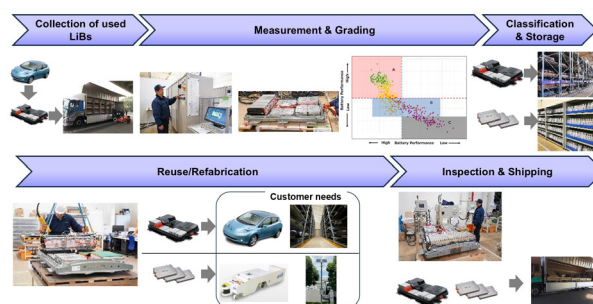 Collection of used
LiBs
Measurement & Grading
Classification
& Storage
Battery Performance
Low ← → High
A
B
C
← High Battery Performance Low →
Reuse/Refabrication
Inspection & Shipping
Customer needs